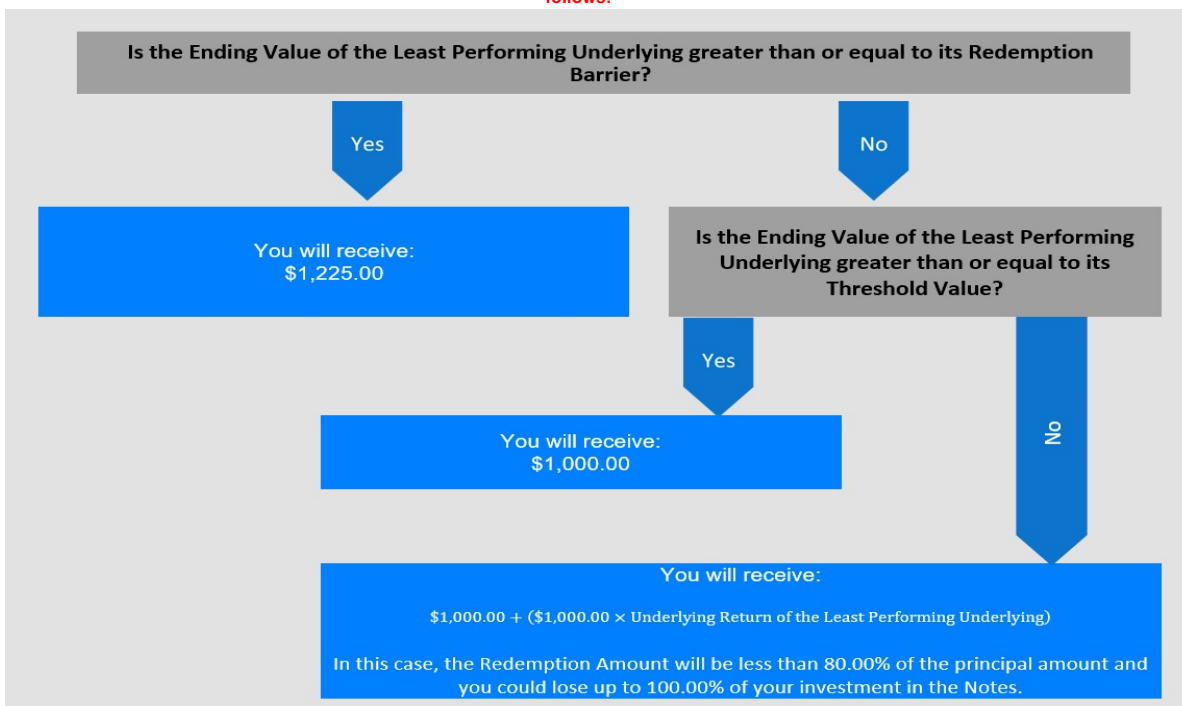 follows:
Is the Ending Value of the Least Performing Underlying greater than or equal to its Redemption
Barrier?
Yes
No
You will receive:
$1,225.00
Is the Ending Value of the Least Performing
Underlying greater than or equal to its
Threshold Value?
Yes
No
You will receive:
$1,000.00
You will receive:
$1,000.00 + ($1,000.00 × Underlying Return of the Least Performing Underlying)
In this case, the Redemption Amount will be less than 80.00% of the principal amount and
you could lose up to 100.00% of your investment in the Notes.